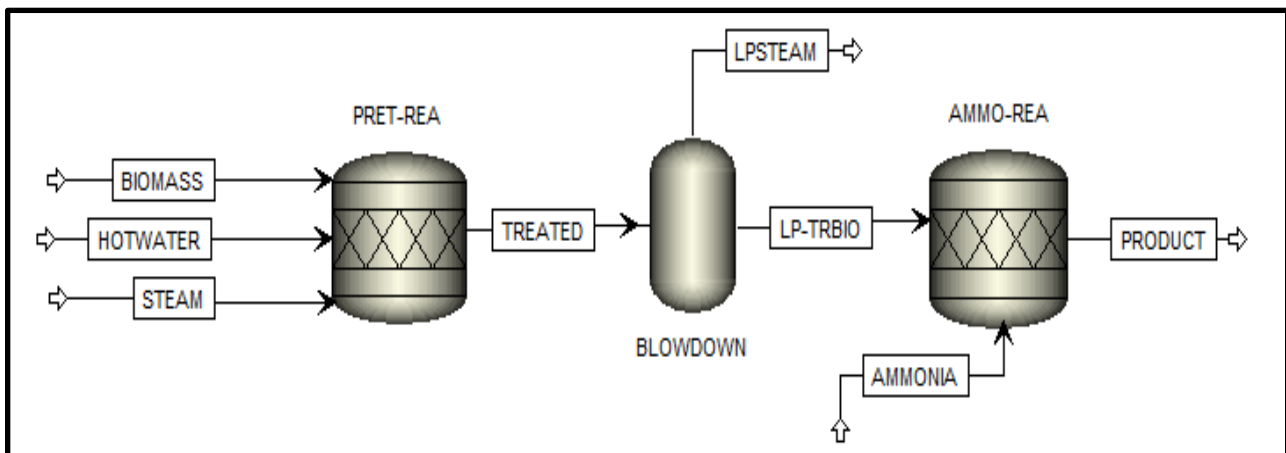 LPSTEAM
PRET-REA
AMMO-REA
BIOMASS
HOTWATER
TREATED
LP-TRBIO
PRODUCT
STEAM
BLOWDOWN
AMMONIA